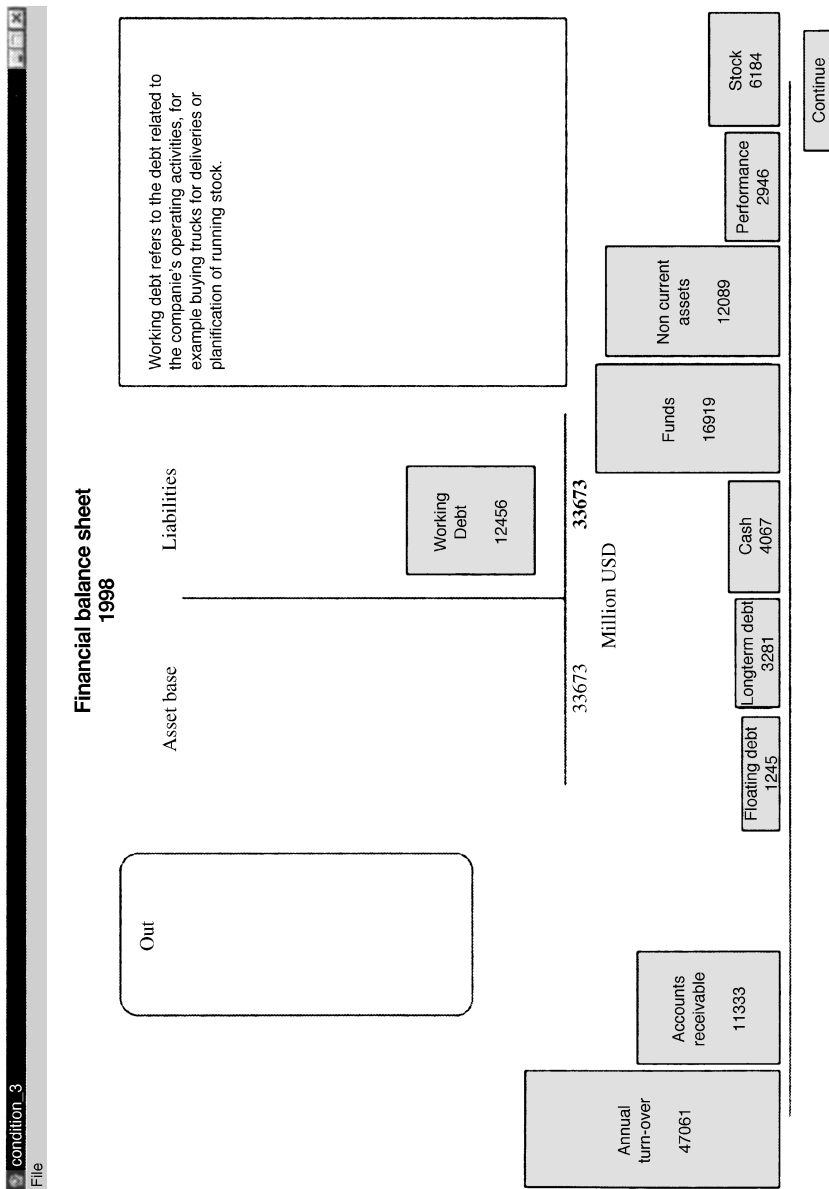 condition_3
File
Financial balance sheet
1998
Out
Asset base
Liabilities
Working debt refers to the debt related to
the companie's operating activities, for
example buying trucks for deliveries or
planification of running stock.
Working
Debt
12456
33673
33673
Million USD
Annual
turn-over
47061
Accounts
receivable
11333
Floating debt
1245
Longterm debt
3281
Cash
4067
Funds
16919
Non current
assets
12089
Performance
2946
Stock
6184
Continue